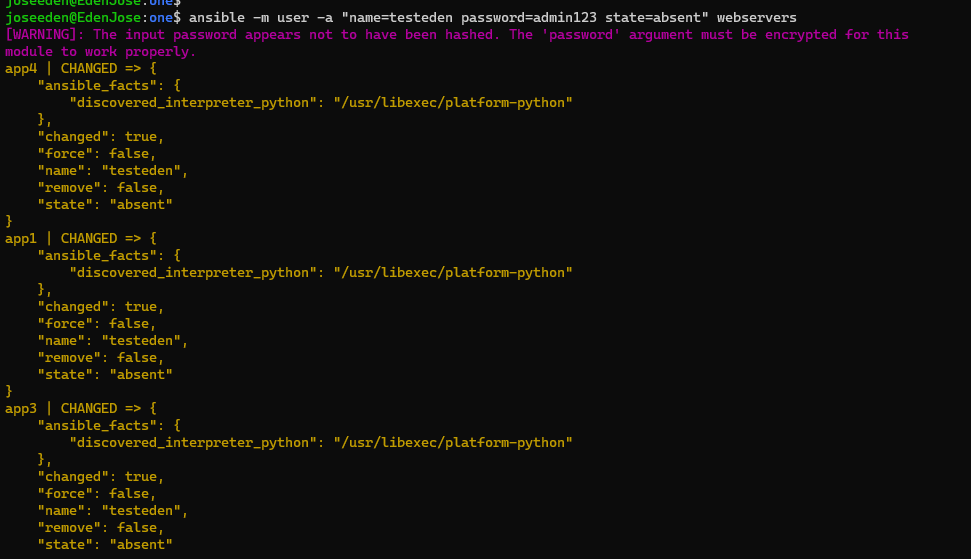 joseeden@EdenJose:one$
joseeden@EdenJose:one$ ansible -m user -a "name=testeden password=admin123 state=absent" webservers
[WARNING]: The input password appears not to have been hashed. The 'password' argument must be encrypted for this
module to work properly.
app4 | CHANGED => {
    "ansible_facts": {
        "discovered_interpreter_python": "/usr/libexec/platform-python"
    },
    "changed": true,
    "force": false,
    "name": "testeden",
    "remove": false,
    "state": "absent"
}
app1 | CHANGED => {
    "ansible_facts": {
        "discovered_interpreter_python": "/usr/libexec/platform-python"
    },
    "changed": true,
    "force": false,
    "name": "testeden",
    "remove": false,
    "state": "absent"
}
app3 | CHANGED => {
    "ansible_facts": {
        "discovered_interpreter_python": "/usr/libexec/platform-python"
    },
    "changed": true,
    "force": false,
    "name": "testeden",
    "remove": false,
    "state": "absent"